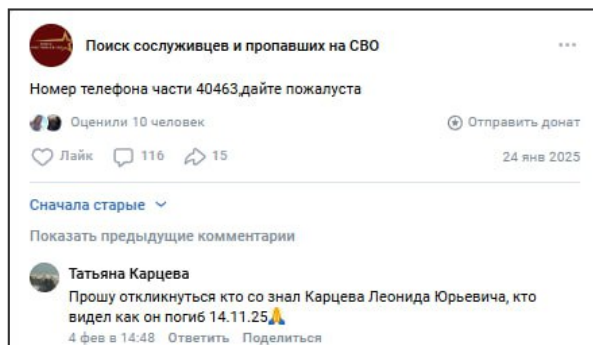 Поиск сослуживцев и пропавших на СВО
Номер телефона части 40463,дайте пожалуста
Оценили 10 человек
Отправить донат
Лайк 116 15
24 янв 2025
Сначала старые
Показать предыдущие комментарии
Татьяна Карцева
Прошу откликнуться кто со знал Карцева Леонида Юрьевича, кто
видел как он погиб 14.11.25🙏
4 фев в 14:48 Ответить Поделиться